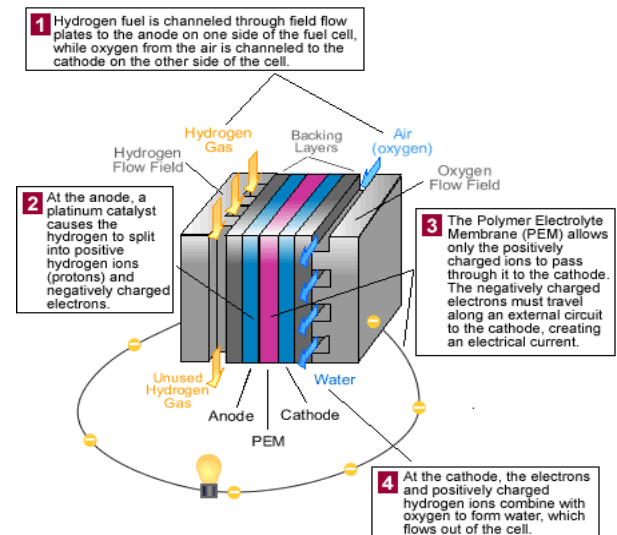 1 Hydrogen fuel is channeled through field flow
plates to the anode on one side of the fuel cell,
while oxygen from the air is channeled to the
cathode on the other side of the cell.
Hydrogen
Gas
Backing
Layers
Air
(oxygen)
Hydrogen
Flow Field
Oxygen
Flow Field
2 At the anode, a
platinum catalyst
causes the
hydrogen to split
into positive
hydrogen ions
(protons) and
negatively charged
electrons.
3 The Polymer Electrolyte
Membrane (PEM) allows
only the positively
charged ions to pass
through it to the cathode.
The negatively charged
electrons must travel
along an external circuit
to the cathode, creating
an electrical current.
Unused
Hydrogen
Gas
Water
Anode
Cathode
PEM
4 At the cathode, the electrons
and positively charged
hydrogen ions combine with
oxygen to form water, which
flows out of the cell.